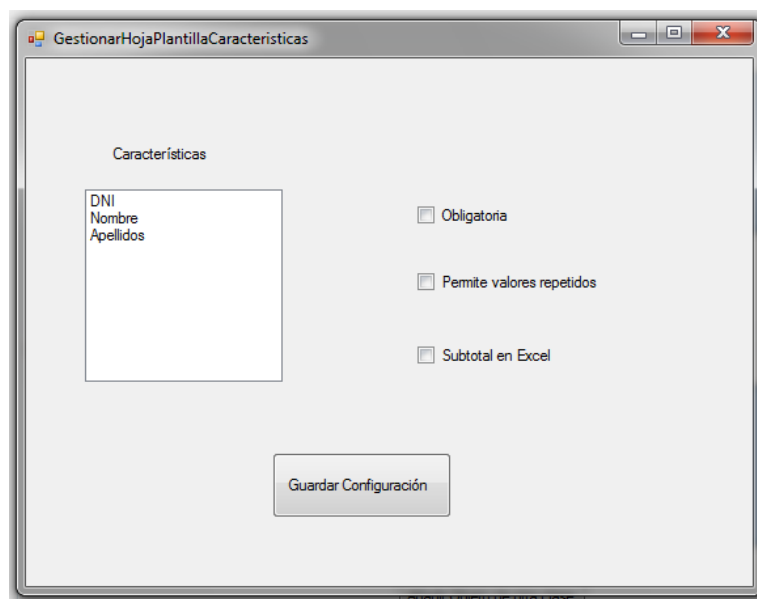 GestionarHojaPlantillaCaracteristicas
Características
DNI
Nombre
Apellidos
Obligatoria
Permite valores repetidos
Subtotal en Excel
Guardar Configuración